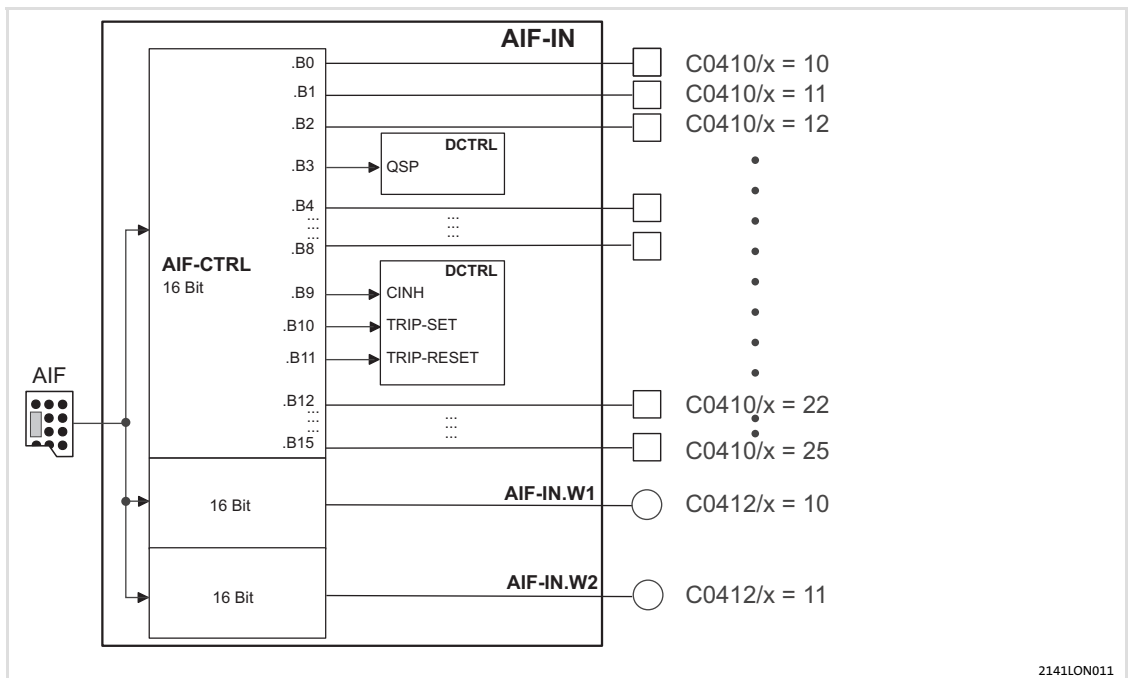 AIF-IN
.B0
C0410/x = 10
.B1
C0410/x = 11
.B2
C0410/x = 12
DCTRL
.B3
QSP
.B4
...
...
...
...
.B8
AIF-CTRL
16 Bit
DCTRL
.B9
CINH
.B10
TRIP-SET
.B11
TRIP-RESET
AIF
.B12
C0410/x = 22
...
...
...
...
.B15
C0410/x = 25
16 Bit
AIF-IN.W1
C0412/x = 10
16 Bit
AIF-IN.W2
C0412/x = 11
2141LON011